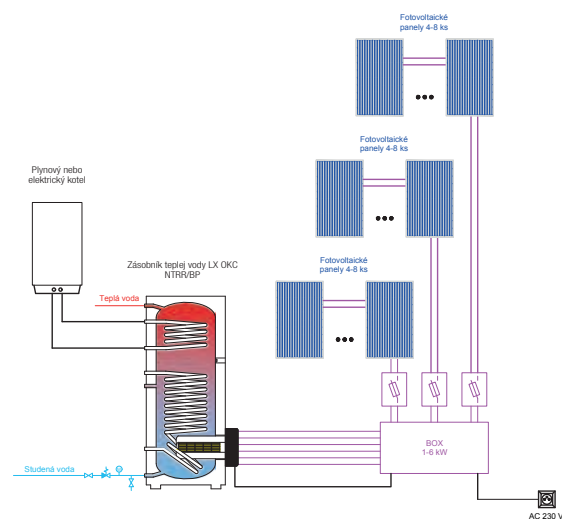 Fotovoltaické
panely 4-8 ks
Fotovoltaické
panely 4-8 ks
Plynový nebo
elektrický kotel
Fotovoltaické
panely 4-8 ks
Zásobník teplej vody LX OKC
NTRR/BP
Teplá voda
BOX
1-6 kW
Studená voda
AC 230 V